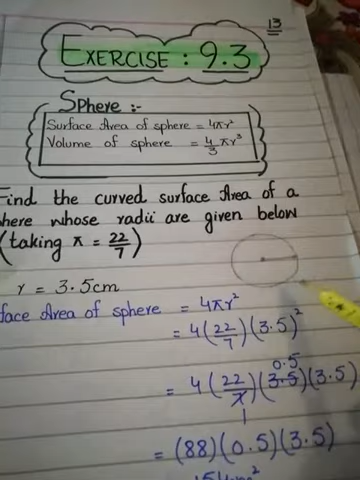 13
EXERCISE : 9.3
Sphere :-
Surface Area of sphere = 4πr²
Volume of sphere = 4/3 πr³
Find the curved surface Area of a
here whose radii are given below
(taking π = 22/7)
r = 3.5cm
face Area of sphere = 4πr²
= 4(22/7)(3.5)²
0.5
= 4(22/7)(3.5)(3.5)
1
= (88)(0.5)(3.5)